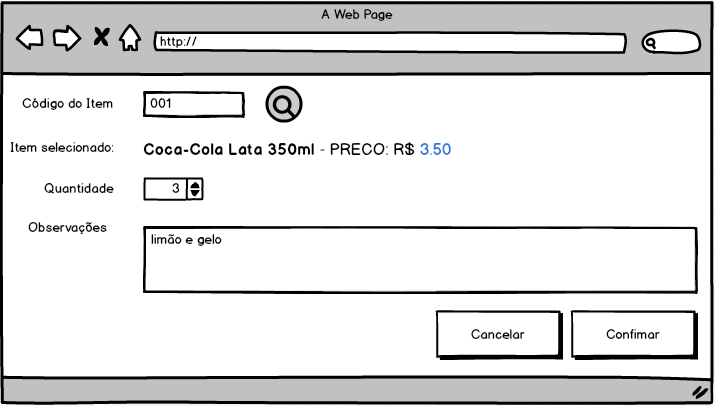 A Web Page
http://
Código do Item 001
Item selecionado: Coca-Cola Lata 350ml - PRECO: R$ 3.50
Quantidade 3
Observações
limão e gelo
Cancelar Confimar